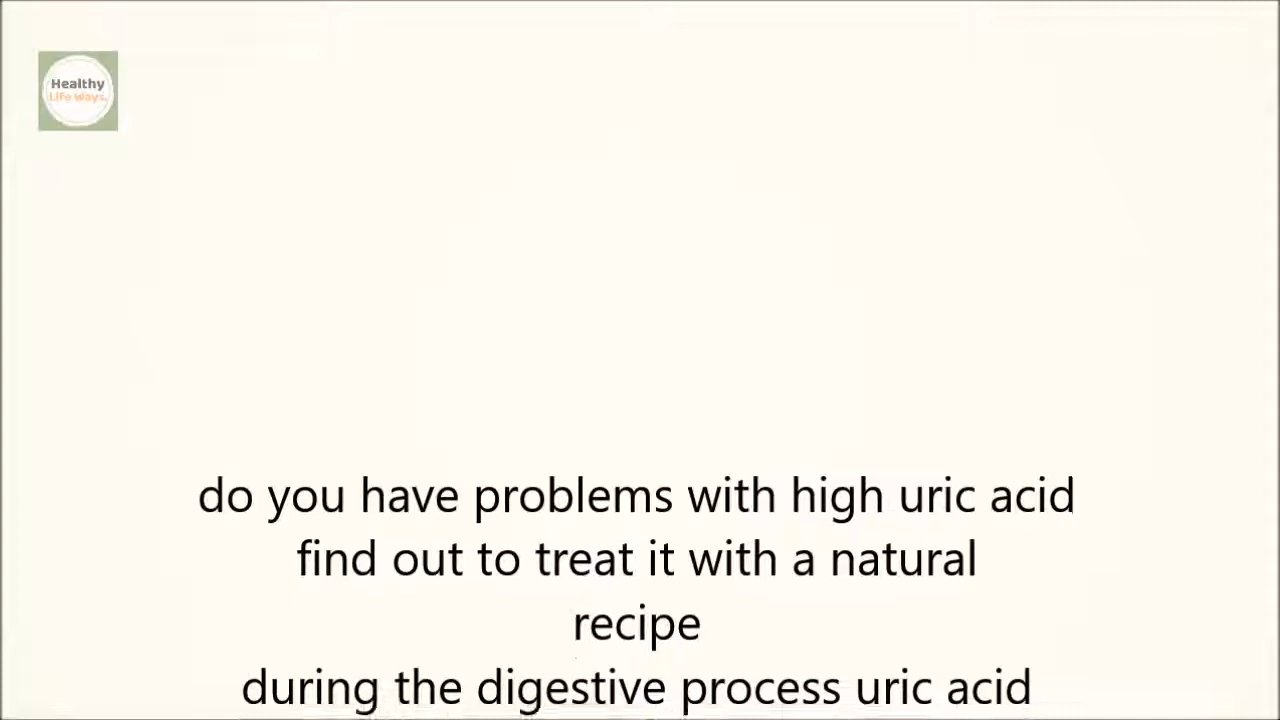 Healthy
Life Ways
do you have problems with high uric acid
find out to treat it with a natural
recipe
during the digestive process uric acid